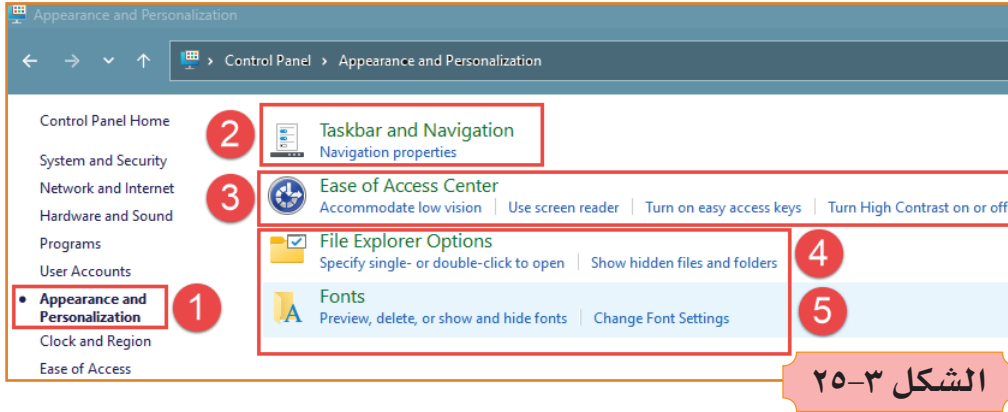 Appearance and Personalization
Control Panel > Appearance and Personalization
Control Panel Home
System and Security
Network and Internet
Hardware and Sound
Programs
User Accounts
Appearance and
Personalization
1
Clock and Region
Ease of Access
2
Taskbar and Navigation
Navigation properties
3
Ease of Access Center
Accommodate low vision | Use screen reader | Turn on easy access keys | Turn High Contrast on or off
File Explorer Options
Specify single- or double-click to open | Show hidden files and folders
4
Fonts
Preview, delete, or show and hide fonts | Change Font Settings
5
الشكل ٣-٢٥